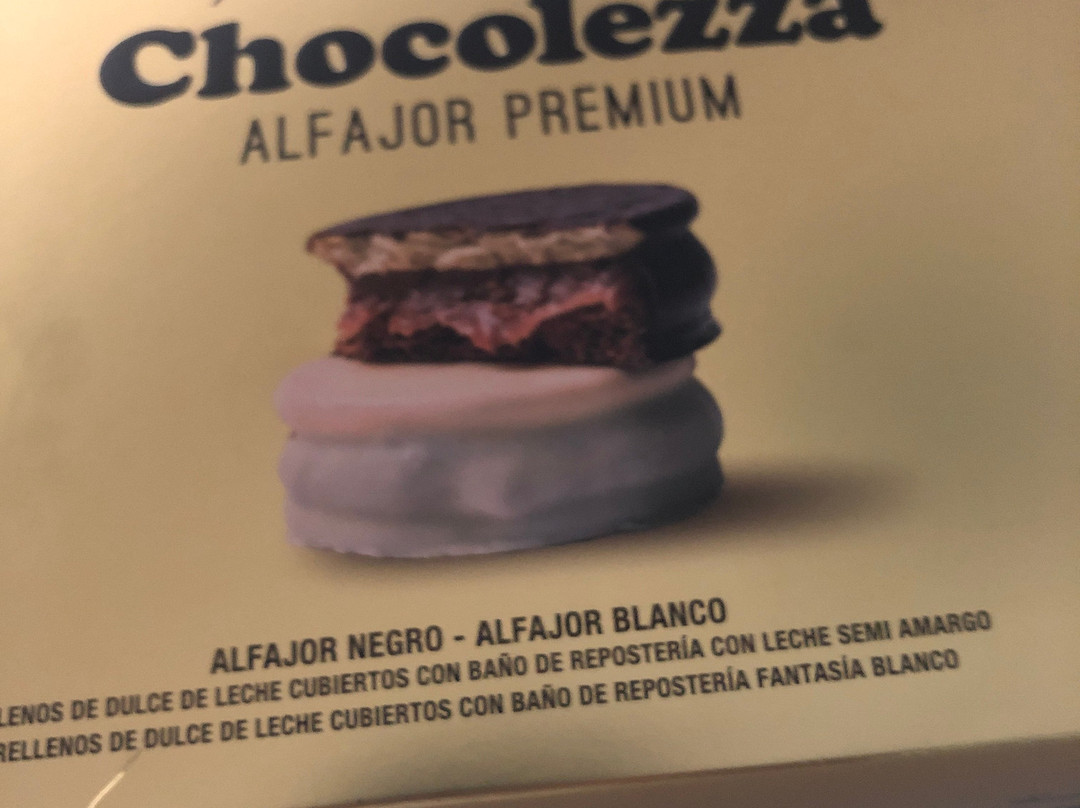 Chocolezza
ALFAJOR PREMIUM
ALFAJOR NEGRO - ALFAJOR BLANCO
DE DULCE DE LECHE CUBIERTOS CON BAÑO DE REPOSTERÍA CON LECHE SEMI AMARGO
RELLENOS DE DULCE DE LECHE CUBIERTOS CON BAÑO DE REPOSTERÍA FANTASÍA BLANCO